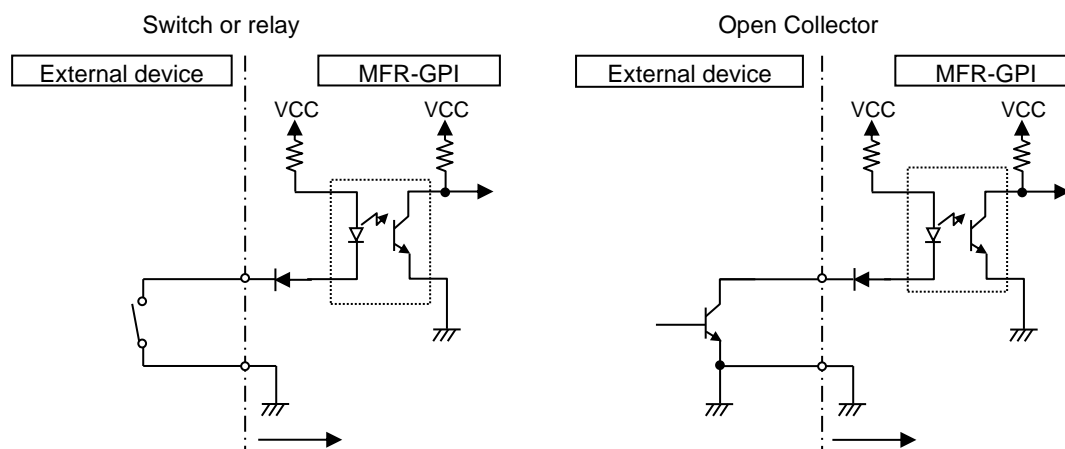 Switch or relay
External device
MFR-GPI
VCC
VCC
Open Collector
External device
MFR-GPI
VCC
VCC